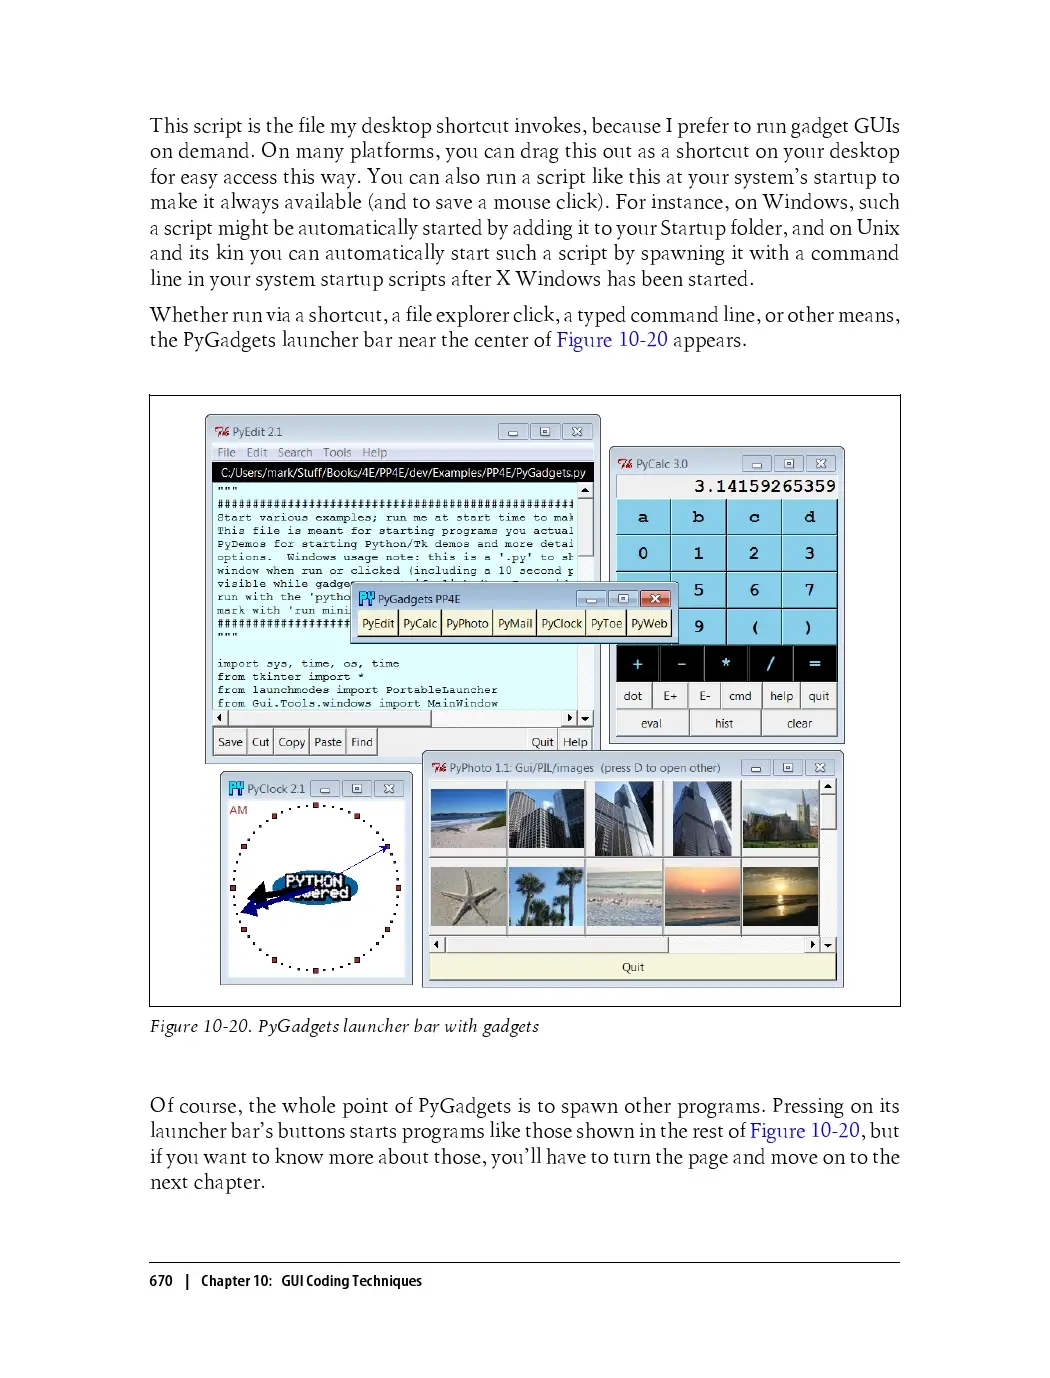 This script is the file my desktop shortcut invokes, because I prefer to run gadget GUIs
on demand. On many platforms, you can drag this out as a shortcut on your desktop
for easy access this way. You can also run a script like this at your system's startup to
make it always available (and to save a mouse click). For instance, on Windows, such
a script might be automatically started by adding it to your Startup folder, and on Unix
and its kin you can automatically start such a script by spawning it with a command
line in your system startup scripts after X Windows has been started.
Whether run via a shortcut, a file explorer click, a typed command line, or other means,
the PyGadgets launcher bar near the center of Figure 10-20 appears.
PyEdit 2.1
File Edit Search Tools Help
C:/Users/mark/Stuff/Books/4E/PP4E/dev/Examples/PP4E/PyGadgets.py
"""
##################################################
Start various examples; run me at start time to mak
This file is meant for starting programs you actual
PyDemos for starting Python/Tk demos and more detai
options. Windows usage note: this is a '.py' to sh
window when run or clicked (including a 10 second p
visible while gadge
run with the 'pytho
mark with 'run mini
###################
"""
import sys, time, os, time
from tkinter import *
from launchmodes import PortableLauncher
from Gui.Tools.windows import MainWindow
Save Cut Copy Paste Find Quit Help
PyCalc 3.0
3.14159265359
a b c d
0 1 2 3
5 6 7
9 ( )
+ - * / =
dot E+ E- cmd help quit
eval hist clear
PyGadgets PP4E
PyEdit PyCalc PyPhoto PyMail PyClock PyToe PyWeb
PyClock 2.1
AM
PYTHON
Powered
PyPhoto 1.1: Gui/PIL/images (press D to open other)
Quit
Figure 10-20. PyGadgets launcher bar with gadgets
Of course, the whole point of PyGadgets is to spawn other programs. Pressing on its
launcher bar's buttons starts programs like those shown in the rest of Figure 10-20, but
if you want to know more about those, you'll have to turn the page and move on to the
next chapter.
670 | Chapter 10: GUI Coding Techniques